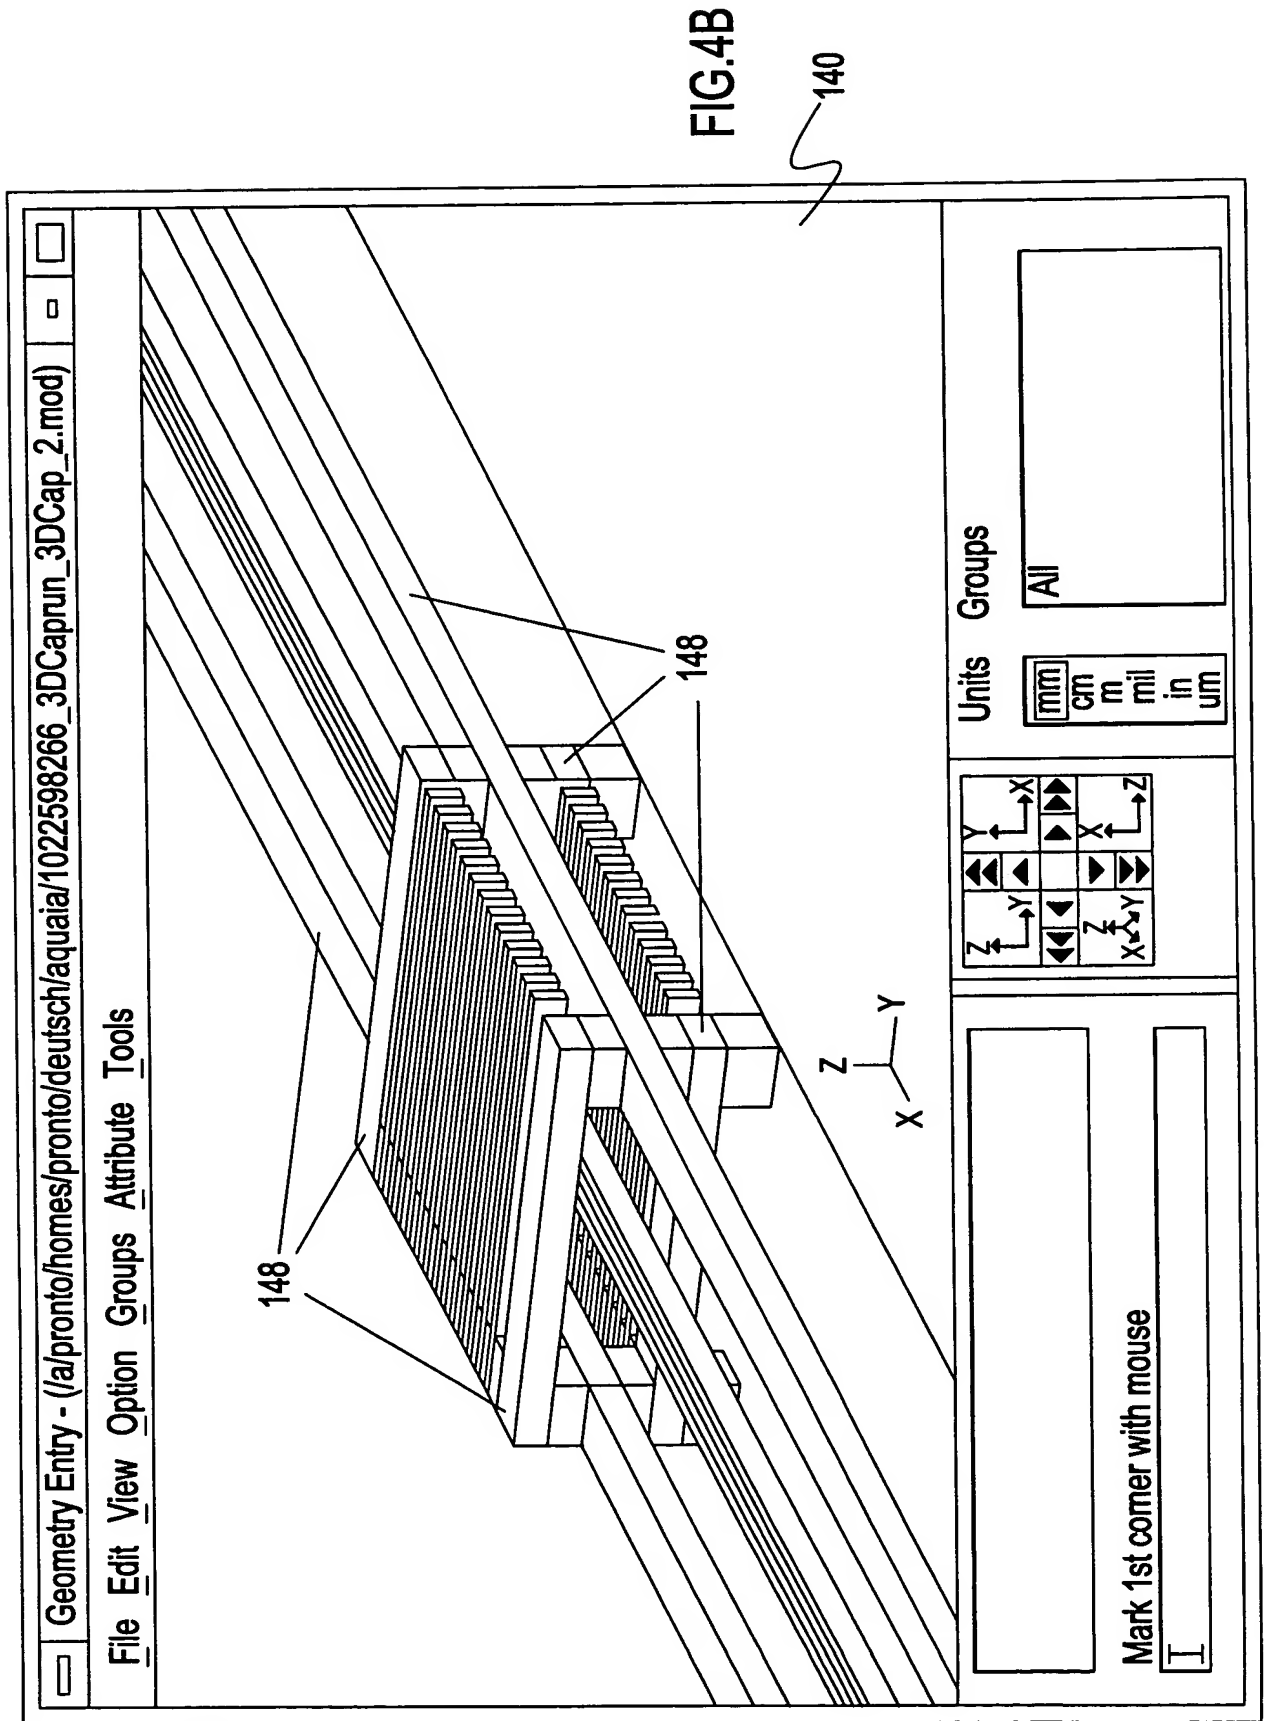 FIG.4B
140
Geometry Entry - (/a/pronto/homes/pronto/deutsch/aquaia/1022598266_3DCaprun_3DCap_2.mod)
File Edit View Option Groups Attribute Tools
148
148
Z
Y
X
Units Groups
mm
cm
m
mil
in
um
All
Z
Y
Y
X
X
Z
Y
X
Z
Mark 1st corner with mouse